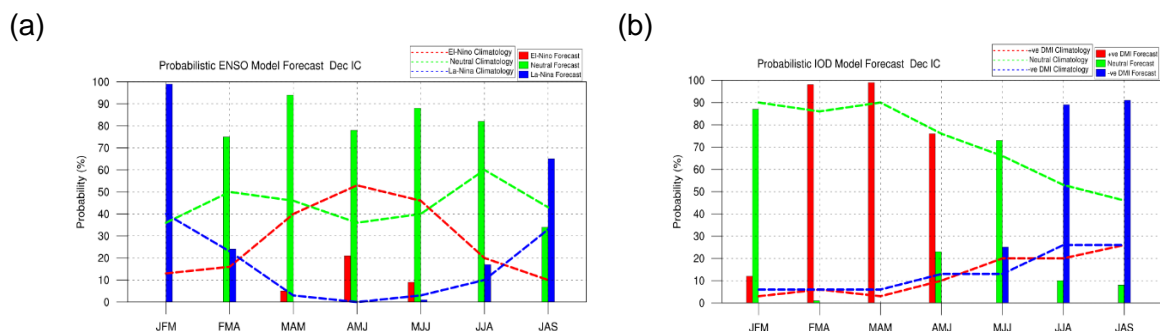 (a)
Probabilistic ENSO Model Forecast Dec IC
El-Nino Climatology
Neutral Climatology
La-Nina Climatology
El-Nino Forecast
Neutral Forecast
La-Nina Forecast
Probability (%)
100
90
80
70
60
50
40
30
20
10
0
JFM FMA MAM AMJ MJJ JJA JAS
(b)
Probabilistic IOD Model Forecast Dec IC
+ve DMI Climatology
Neutral Climatology
-ve DMI Climatology
+ve DMI Forecast
Neutral Forecast
-ve DMI Forecast
Probability (%)
100
90
80
70
60
50
40
30
20
10
0
JFM FMA MAM AMJ MJJ JJA JAS